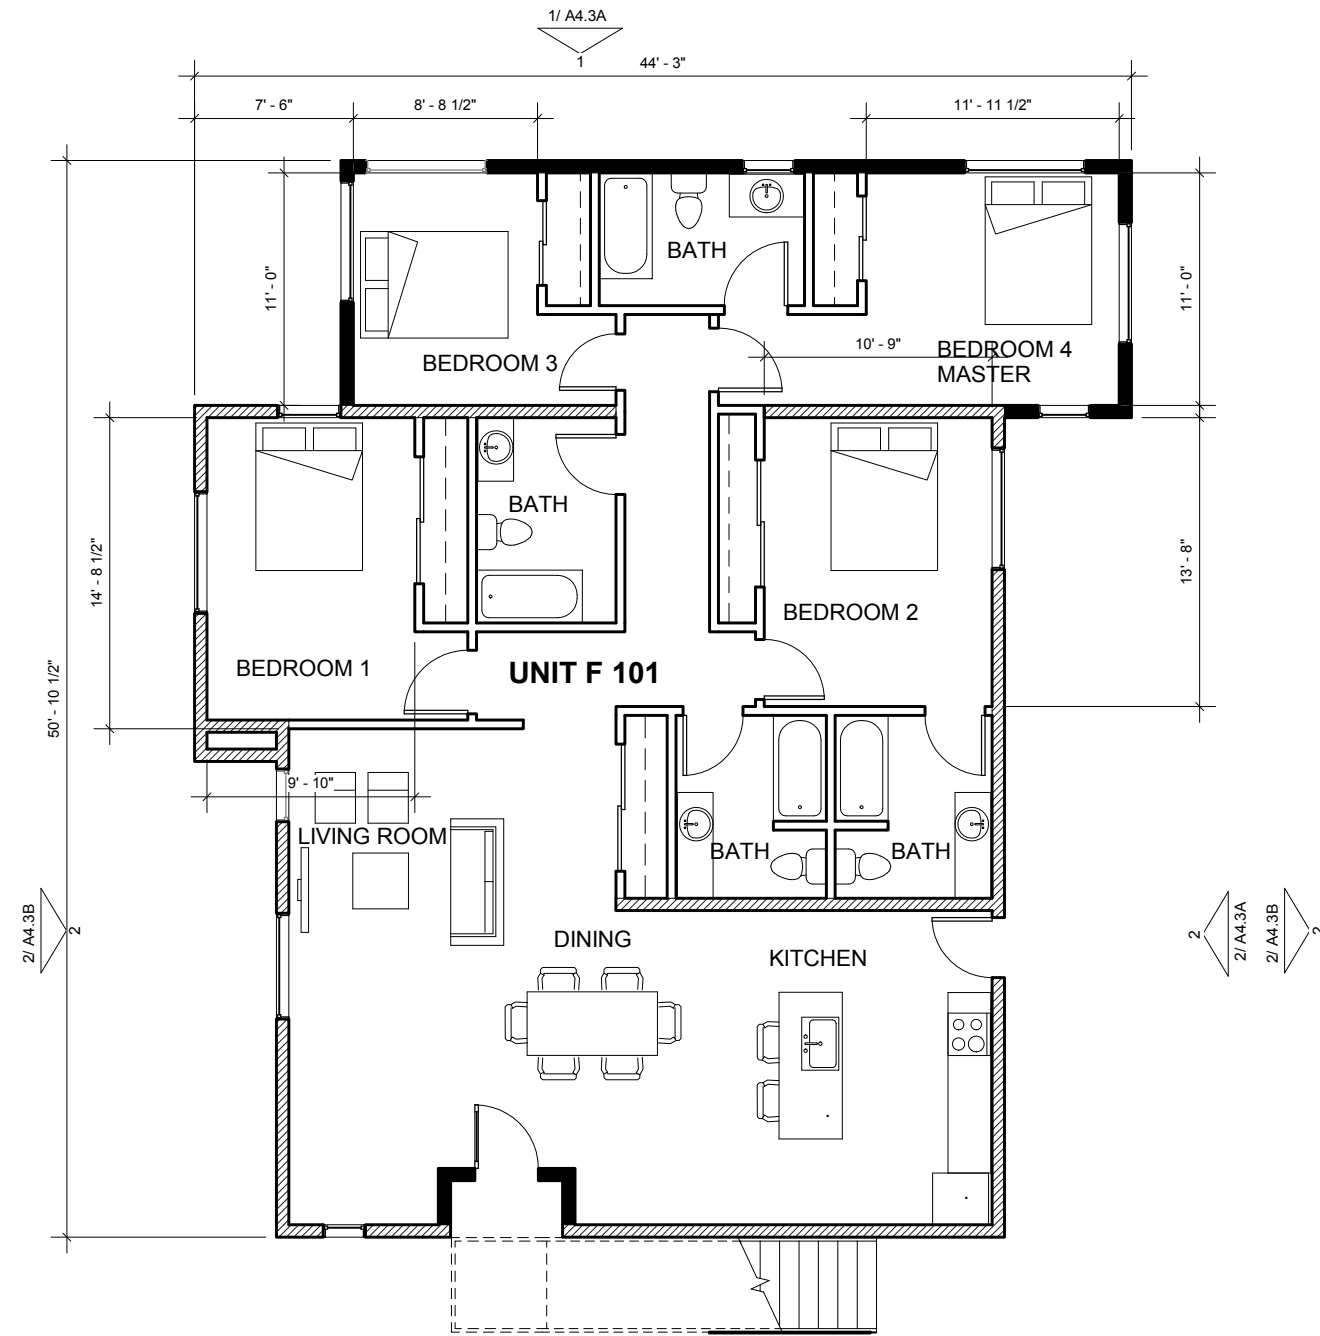 1/ A4.3A
1
44' - 3"
7' - 6"
8' - 8 1/2"
11' - 11 1/2"
BATH
11' - 0"
11' - 0"
10' - 9"
BEDROOM 3
BEDROOM 4
MASTER
BATH
14' - 8 1/2"
13' - 8"
BEDROOM 2
BEDROOM 1
UNIT F 101
50' - 10 1/2"
9' - 10"
LIVING ROOM
BATH
BATH
2/ A4.3B
2
DINING
KITCHEN
2
2/ A4.3A
2/ A4.3B
2